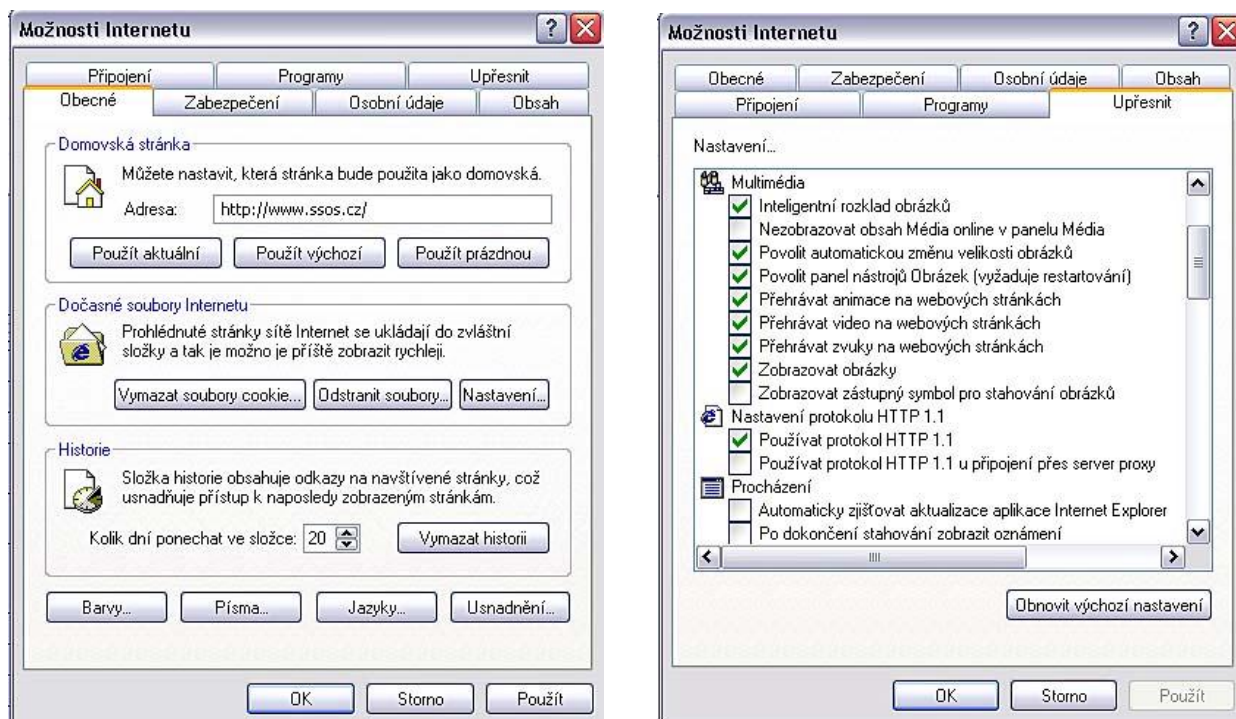 Možnosti Internetu
Připojení Programy Upřesnit
Obecné Zabezpečení Osobní údaje Obsah
Domovská stránka
Můžete nastavit, která stránka bude použita jako domovská.
Adresa: http://www.ssos.cz/
Použít aktuální Použít výchozí Použít prázdnou
Dočasné soubory Internetu
Prohlédnuté stránky sítě Internet se ukládají do zvláštní
složky a tak je možno je příště zobrazit rychleji.
Vymazat soubory cookie... Odstranit soubory... Nastavení...
Historie
Složka historie obsahuje odkazy na navštívené stránky, což
usnadňuje přístup k naposledy zobrazeným stránkám.
Kolik dní ponechat ve složce: 20 Vymazat historii
Barvy... Písma... Jazyky... Usnadnění...
OK Storno Použít
Možnosti Internetu
Obecné Zabezpečení Osobní údaje Obsah
Připojení Programy Upřesnit
Nastavení...
Multimédia
Inteligentní rozklad obrázků
Nezobrazovat obsah Média online v panelu Média
Povolit automatickou změnu velikosti obrázků
Povolit panel nástrojů Obrázek (vyžaduje restartování)
Přehrávat animace na webových stránkách
Přehrávat video na webových stránkách
Přehrávat zvuky na webových stránkách
Zobrazovat obrázky
Zobrazovat zástupný symbol pro stahování obrázků
Nastavení protokolu HTTP 1.1
Používat protokol HTTP 1.1
Používat protokol HTTP 1.1 u připojení přes server proxy
Procházení
Automaticky zjišťovat aktualizace aplikace Internet Explorer
Po dokončení stahování zobrazit oznámení
Obnovit výchozí nastavení
OK Storno Použít